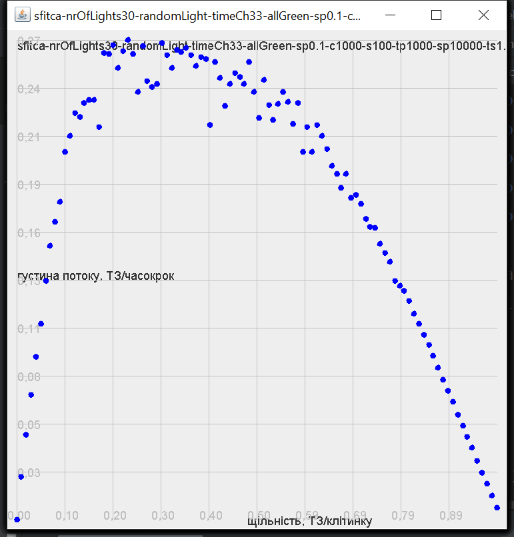 sfitca-nrOfLights30-randomLight-timeCh33-allGreen-sp0.1-c...
sfitca-nrOfLights30-randomLight-timeCh33-allGreen-sp0.1-c1000-s100-tp1000-sp10000-ts1.
0,27
0,24
0,21
0,19
0,16
густина потоку, ТЗ/часокрок
0,11
0,08
0,05
0,03
0,00 0,10 0,20 0,30 0,40 0,50 0,60 0,69 0,79 0,89
щільність, ТЗ/клітинку